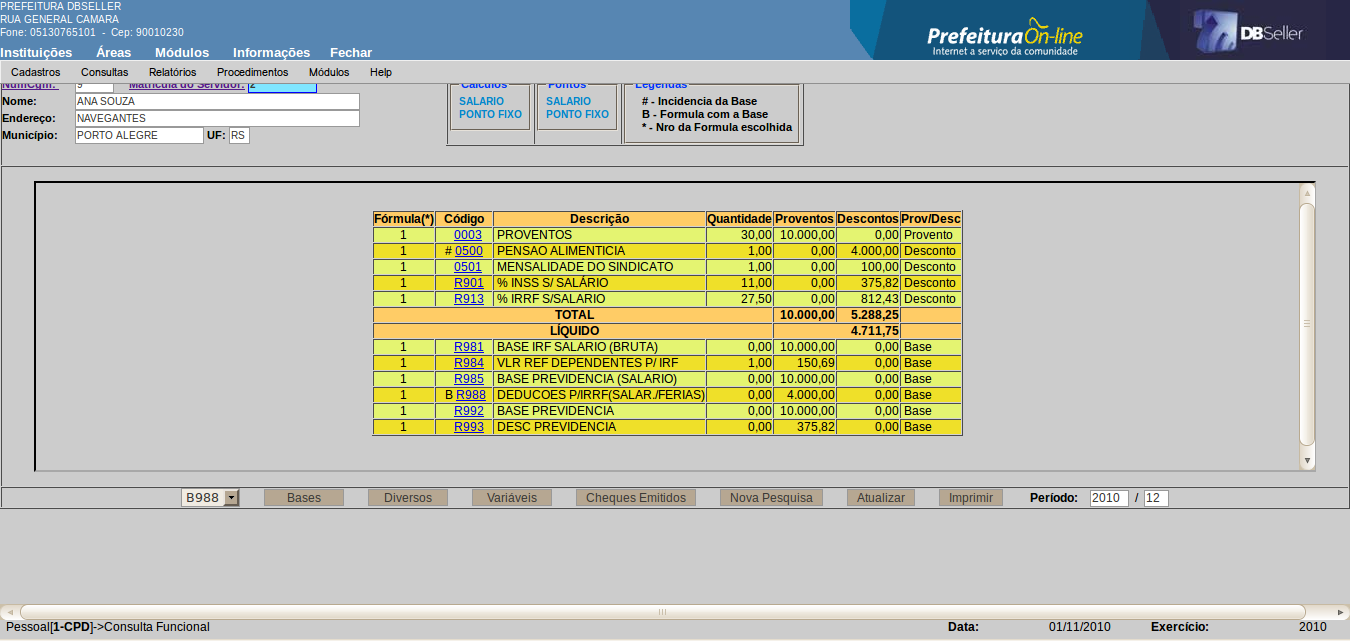 PREFEITURA DBSELLER
RUA GENERAL CAMARA
Fone: 05130765101 - Cep: 90010230
PrefeituraOn-line
Internet a serviço da comunidade
DBSeller
Instituições Áreas Módulos Informações Fechar
Cadastros Consultas Relatórios Procedimentos Módulos Help
NumCgm: 9 Matrícula do Servidor: 2
Cálculos Pontos Legendas
Nome: ANA SOUZA
SALARIO SALARIO # - Incidencia da Base
PONTO FIXO PONTO FIXO B - Formula com a Base
Endereço: NAVEGANTES
* - Nro da Formula escolhida
Município: PORTO ALEGRE UF: RS
Fórmula(*) Código Descrição Quantidade Proventos Descontos Prov/Desc
1 0003 PROVENTOS 30,00 10.000,00 0,00 Provento
1 # 0500 PENSAO ALIMENTICIA 1,00 0,00 4.000,00 Desconto
1 0501 MENSALIDADE DO SINDICATO 1,00 0,00 100,00 Desconto
1 R901 % INSS S/ SALÁRIO 11,00 0,00 375,82 Desconto
1 R913 % IRRF S/SALARIO 27,50 0,00 812,43 Desconto
TOTAL 10.000,00 5.288,25
LÍQUIDO 4.711,75
1 R981 BASE IRF SALARIO (BRUTA) 0,00 10.000,00 0,00 Base
1 R984 VLR REF DEPENDENTES P/ IRF 1,00 150,69 0,00 Base
1 R985 BASE PREVIDENCIA (SALARIO) 0,00 10.000,00 0,00 Base
1 B R988 DEDUCOES P/IRRF(SALAR./FERIAS) 0,00 4.000,00 0,00 Base
1 R992 BASE PREVIDENCIA 0,00 10.000,00 0,00 Base
1 R993 DESC PREVIDENCIA 0,00 375,82 0,00 Base
B988 Bases Diversos Variáveis Cheques Emitidos Nova Pesquisa Atualizar Imprimir Período: 2010 / 12
Pessoal[1-CPD]->Consulta Funcional Data: 01/11/2010 Exercício: 2010